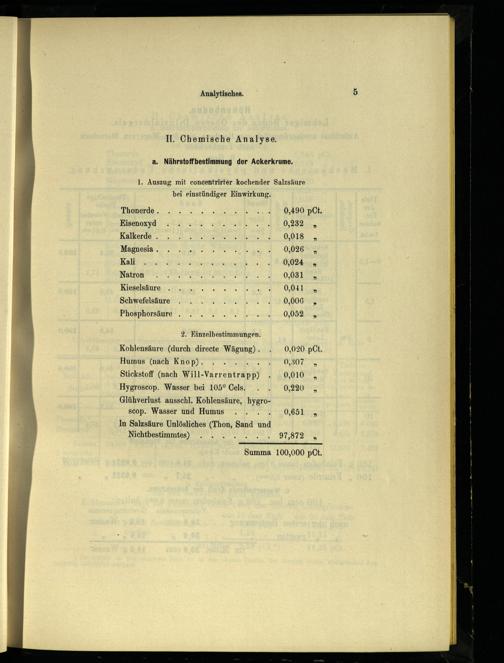 Analytisches. 5
II. Chemische Analyse.
a. Nährstoffbestimmung der Ackerkrume.
1. Auszug mit concentrirter kochender Salzsäure
bei einstündiger Einwirkung.
Thonerde . . . . . . . . . . 0,490 pCt.
Eisenoxyd . . . . . . . . . 0,232 „
Kalkerde . . . . . . . . . . 0,018 „
Magnesia . . . . . . . . . . 0,026 „
Kali . . . . . . . . . . . 0,024 „
Natron . . . . . . . . . . 0,031 „
Kieselsäure . . . . . . . . . 0,041 „
Schwefelsäure . . . . . . . . 0,006 „
Phosphorsäure . . . . . . . . 0,052 „
2. Einzelbestimmungen.
Kohlensäure (durch directe Wägung) . . 0,020 pCt.
Humus (nach Knop) . . . . . . 0,307 „
Stickstoff (nach Will-Varrentrapp) . 0,010 „
Hygroscop. Wasser bei 105° Cels. . . 0,220 „
Glühverlust ausschl. Kohlensäure, hygro-
scop. Wasser und Humus . . . . 0,651 „
In Salzsäure Unlösliches (Thon, Sand und
Nichtbestimmtes) . . . . . . . 97,872 „
Summa 100,000 pCt.